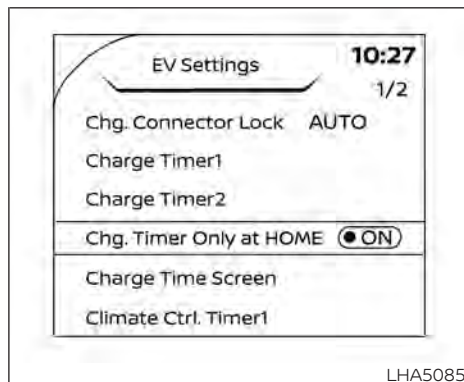 EV Settings
10:27
1/2
Chg. Connector Lock AUTO
Charge Timer1
Charge Timer2
Chg. Timer Only at HOME ON
Charge Time Screen
Climate Ctrl. Timer1
LHA5085